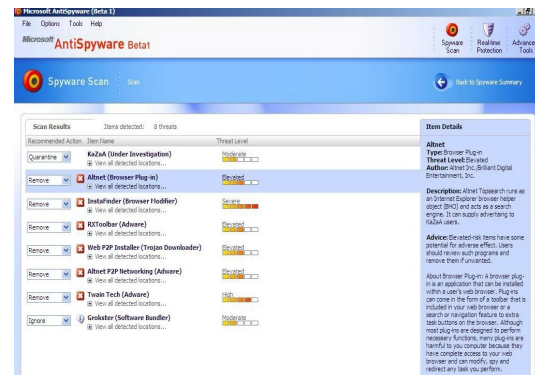 Microsoft AntiSpyware (Beta 1)
File Options Tools Help
Microsoft AntiSpyware Beta1
Spyware Scan
Real-time Protection
Advance Tools
Spyware Scan Scan
Back to Spyware Summary
Scan Results Items detected: 8 threats
Recommended Action Item Name Threat Level
Quarantine KaZaA (Under Investigation) Moderate
View all detected locations...
Remove Altnet (Browser Plug-in) Elevated
View all detected locations...
Remove InstaFinder (Browser Modifier) Severe
View all detected locations...
Remove RXToolbar (Adware) Elevated
View all detected locations...
Remove Web P2P Installer (Trojan Downloader) Elevated
View all detected locations...
Remove Altnet P2P Networking (Adware) Elevated
View all detected locations...
Remove Twain Tech (Adware) High
View all detected locations...
Ignore Grokster (Software Bundler) Moderate
View all detected locations...
Item Details
Altnet
Type: Browser Plug-in
Threat Level: Elevated
Author: Altnet Inc./Brilliant Digital
Entertainment, Inc.
Description: Altnet Topsearch runs as
an Internet Explorer browser helper
object (BHO) and acts as a search
engine. It can supply advertising to
KaZaA users.
Advice: Elevated-risk items have some
potential for adverse effect. Users
should review such programs and
remove them if unwanted.
About Browser Plug-in: A browser plug-
in is an application that can be installed
within a user's web browser. Plug-ins
can come in the form of a toolbar that is
included in your web browser or a
search or navigation feature to extra
task buttons on the browser. Although
most plug-ins are designed to perform
necessary functions, many plug-ins are
harmful to you computer because they
have complete access to your web
browser and can modify, spy and
redirect any task you perform.